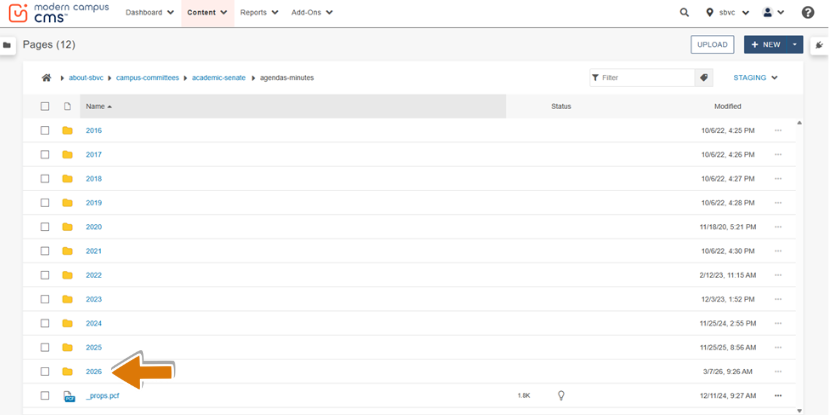 modern campus
cms™
Dashboard Content Reports Add-Ons sbvc
Pages (12) UPLOAD + NEW
about-sbvc campus-committees academic-senate agendas-minutes Filter STAGING
Name Status Modified
2016 10/6/22, 4:25 PM
2017 10/6/22, 4:26 PM
2018 10/6/22, 4:27 PM
2019 10/6/22, 4:28 PM
2020 11/18/20, 5:21 PM
2021 10/6/22, 4:30 PM
2022 2/12/23, 11:15 AM
2023 12/3/23, 1:52 PM
2024 11/25/24, 2:55 PM
2025 11/25/25, 8:56 AM
2026 3/7/26, 9:26 AM
PCF _props.pcf 1.8K 12/11/24, 9:27 AM